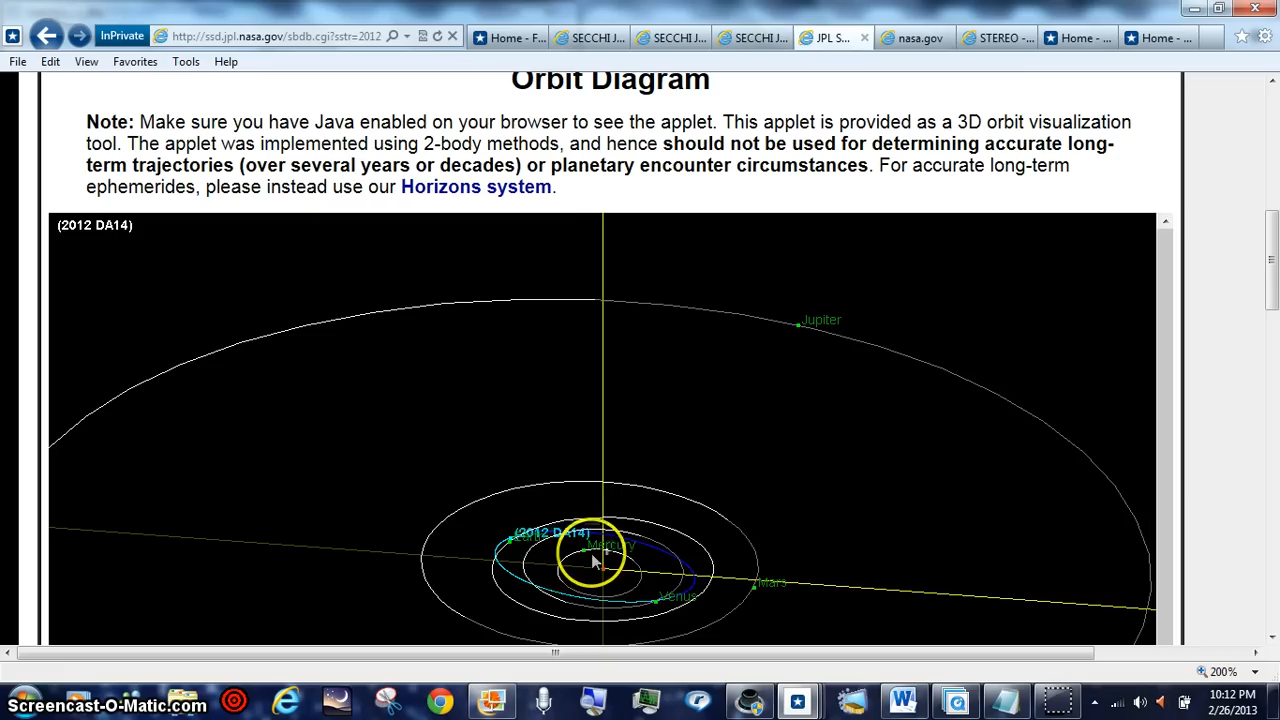 InPrivate
http://ssd.jpl.nasa.gov/sbdb.cgi?sstr=2012
Home - F...
SECCHI J...
SECCHI J...
SECCHI J...
JPL S...
nasa.gov
STEREO -...
Home - ...
Home - ...
File Edit View Favorites Tools Help
Orbit Diagram
Note: Make sure you have Java enabled on your browser to see the applet. This applet is provided as a 3D orbit visualization
tool. The applet was implemented using 2-body methods, and hence should not be used for determining accurate long-
term trajectories (over several years or decades) or planetary encounter circumstances. For accurate long-term
ephemerides, please instead use our Horizons system.
(2012 DA14)
Jupiter
(2012 DA14)
Mercury
Mars
Venus
200%
10:12 PM
2/26/2013
Screencast-O-Matic.com